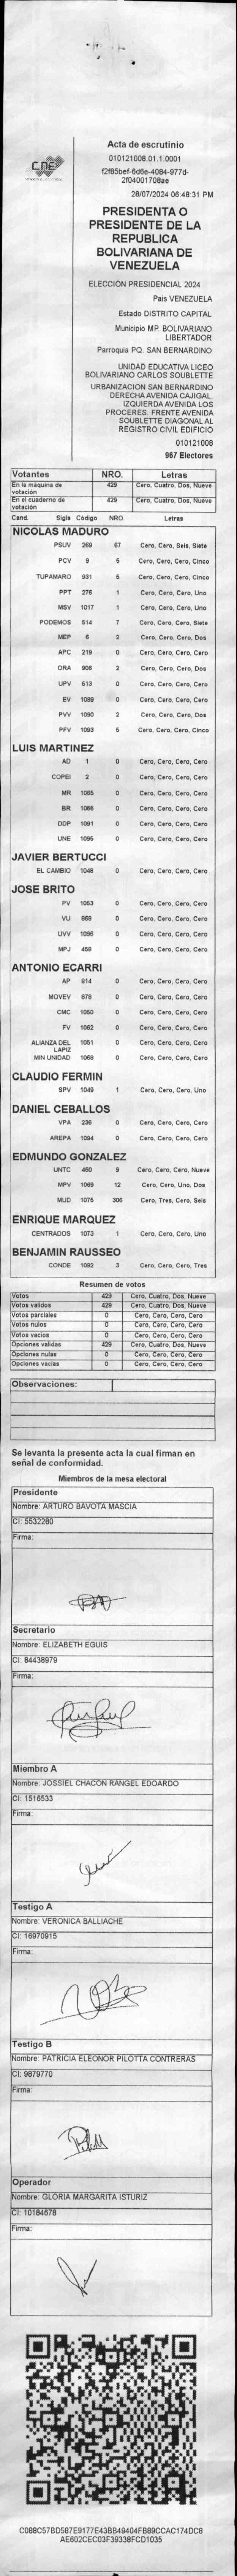 CNE
Acta de escrutinio
010121008.01.1.0001
f2f85bef-6d6e-4084-977d-
2f04001708ae
28/07/2024 06:48:31 PM
PRESIDENTA O
PRESIDENTE DE LA
REPUBLICA
BOLIVARIANA DE
VENEZUELA
ELECCIÓN PRESIDENCIAL 2024
Pais VENEZUELA
Estado DISTRITO CAPITAL
Municipio MP. BOLIVARIANO
LIBERTADOR
Parroquia PQ. SAN BERNARDINO
UNIDAD EDUCATIVA LICEO
BOLIVARIANO CARLOS SOUBLETTE
URBANIZACION SAN BERNARDINO
DERECHA AVENIDA CAJIGAL.
IZQUIERDA AVENIDA LOS
PROCERES. FRENTE AVENIDA
SOUBLETTE DIAGONAL AL
REGISTRO CIVIL EDIFICIO
010121008
967 Electores
Votantes NRO. Letras
En la maquina de votación 429 Cero, Cuatro, Dos, Nueve
En el cuaderno de votación 429 Cero, Cuatro, Dos, Nueve
Cand. Sigla Código NRO. Letras
NICOLAS MADURO
PSUV 269 67 Cero, Cero, Seis, Siete
PCV 9 5 Cero, Cero, Cero, Cinco
TUPAMARO 931 5 Cero, Cero, Cero, Cinco
PPT 276 1 Cero, Cero, Cero, Uno
MSV 1017 1 Cero, Cero, Cero, Uno
PODEMOS 514 7 Cero, Cero, Cero, Siete
MEP 6 2 Cero, Cero, Cero, Dos
APC 219 0 Cero, Cero, Cero, Cero
ORA 906 2 Cero, Cero, Cero, Dos
UPV 513 0 Cero, Cero, Cero, Cero
EV 1089 0 Cero, Cero, Cero, Cero
PVV 1090 2 Cero, Cero, Cero, Dos
PFV 1093 5 Cero, Cero, Cero, Cinco
LUIS MARTINEZ
AD 1 0 Cero, Cero, Cero, Cero
COPEI 2 0 Cero, Cero, Cero, Cero
MR 1065 0 Cero, Cero, Cero, Cero
BR 1066 0 Cero, Cero, Cero, Cero
DDP 1091 0 Cero, Cero, Cero, Cero
UNE 1095 0 Cero, Cero, Cero, Cero
JAVIER BERTUCCI
EL CAMBIO 1048 0 Cero, Cero, Cero, Cero
JOSE BRITO
PV 1053 0 Cero, Cero, Cero, Cero
VU 868 0 Cero, Cero, Cero, Cero
UVV 1096 0 Cero, Cero, Cero, Cero
MPJ 458 0 Cero, Cero, Cero, Cero
ANTONIO ECARRI
AP 914 0 Cero, Cero, Cero, Cero
MOVEV 878 0 Cero, Cero, Cero, Cero
CMC 1050 0 Cero, Cero, Cero, Cero
FV 1062 0 Cero, Cero, Cero, Cero
ALIANZA DEL LAPIZ 1051 0 Cero, Cero, Cero, Cero
MIN UNIDAD 1068 0 Cero, Cero, Cero, Cero
CLAUDIO FERMIN
SPV 1049 1 Cero, Cero, Cero, Uno
DANIEL CEBALLOS
VPA 236 0 Cero, Cero, Cero, Cero
AREPA 1094 0 Cero, Cero, Cero, Cero
EDMUNDO GONZALEZ
UNTC 460 9 Cero, Cero, Cero, Nueve
MPV 1069 12 Cero, Cero, Uno, Dos
MUD 1075 306 Cero, Tres, Cero, Seis
ENRIQUE MARQUEZ
CENTRADOS 1073 1 Cero, Cero, Cero, Uno
BENJAMIN RAUSSEO
CONDE 1092 3 Cero, Cero, Cero, Tres
Resumen de votos
Votos 429 Cero, Cuatro, Dos, Nueve
Votos validos 429 Cero, Cuatro, Dos, Nueve
Votos parciales 0 Cero, Cero, Cero, Cero
Votos nulos 0 Cero, Cero, Cero, Cero
Votos vacios 0 Cero, Cero, Cero, Cero
Opciones validas 429 Cero, Cuatro, Dos, Nueve
Opciones nulas 0 Cero, Cero, Cero, Cero
Opciones vacias 0 Cero, Cero, Cero, Cero
Observaciones:
Se levanta la presente acta la cual firman en
señal de conformidad.
Miembros de la mesa electoral
Presidente
Nombre: ARTURO BAVOTA MASCIA
CI: 5532280
Firma:
Secretario
Nombre: ELIZABETH EGUIS
CI: 84438979
Firma:
Miembro A
Nombre: JOSSIEL CHACON RANGEL EDOARDO
CI: 1516533
Firma:
Testigo A
Nombre: VERONICA BALLIACHE
CI: 16970915
Firma:
Testigo B
Nombre: PATRICIA ELEONOR PILOTTA CONTRERAS
CI: 9879770
Firma:
Operador
Nombre: GLORIA MARGARITA ISTURIZ
CI: 10184678
Firma:
C088C57BD587E9177E43BB49404FB89CCAC174DC8
AE602CEC03F39338FCD1035